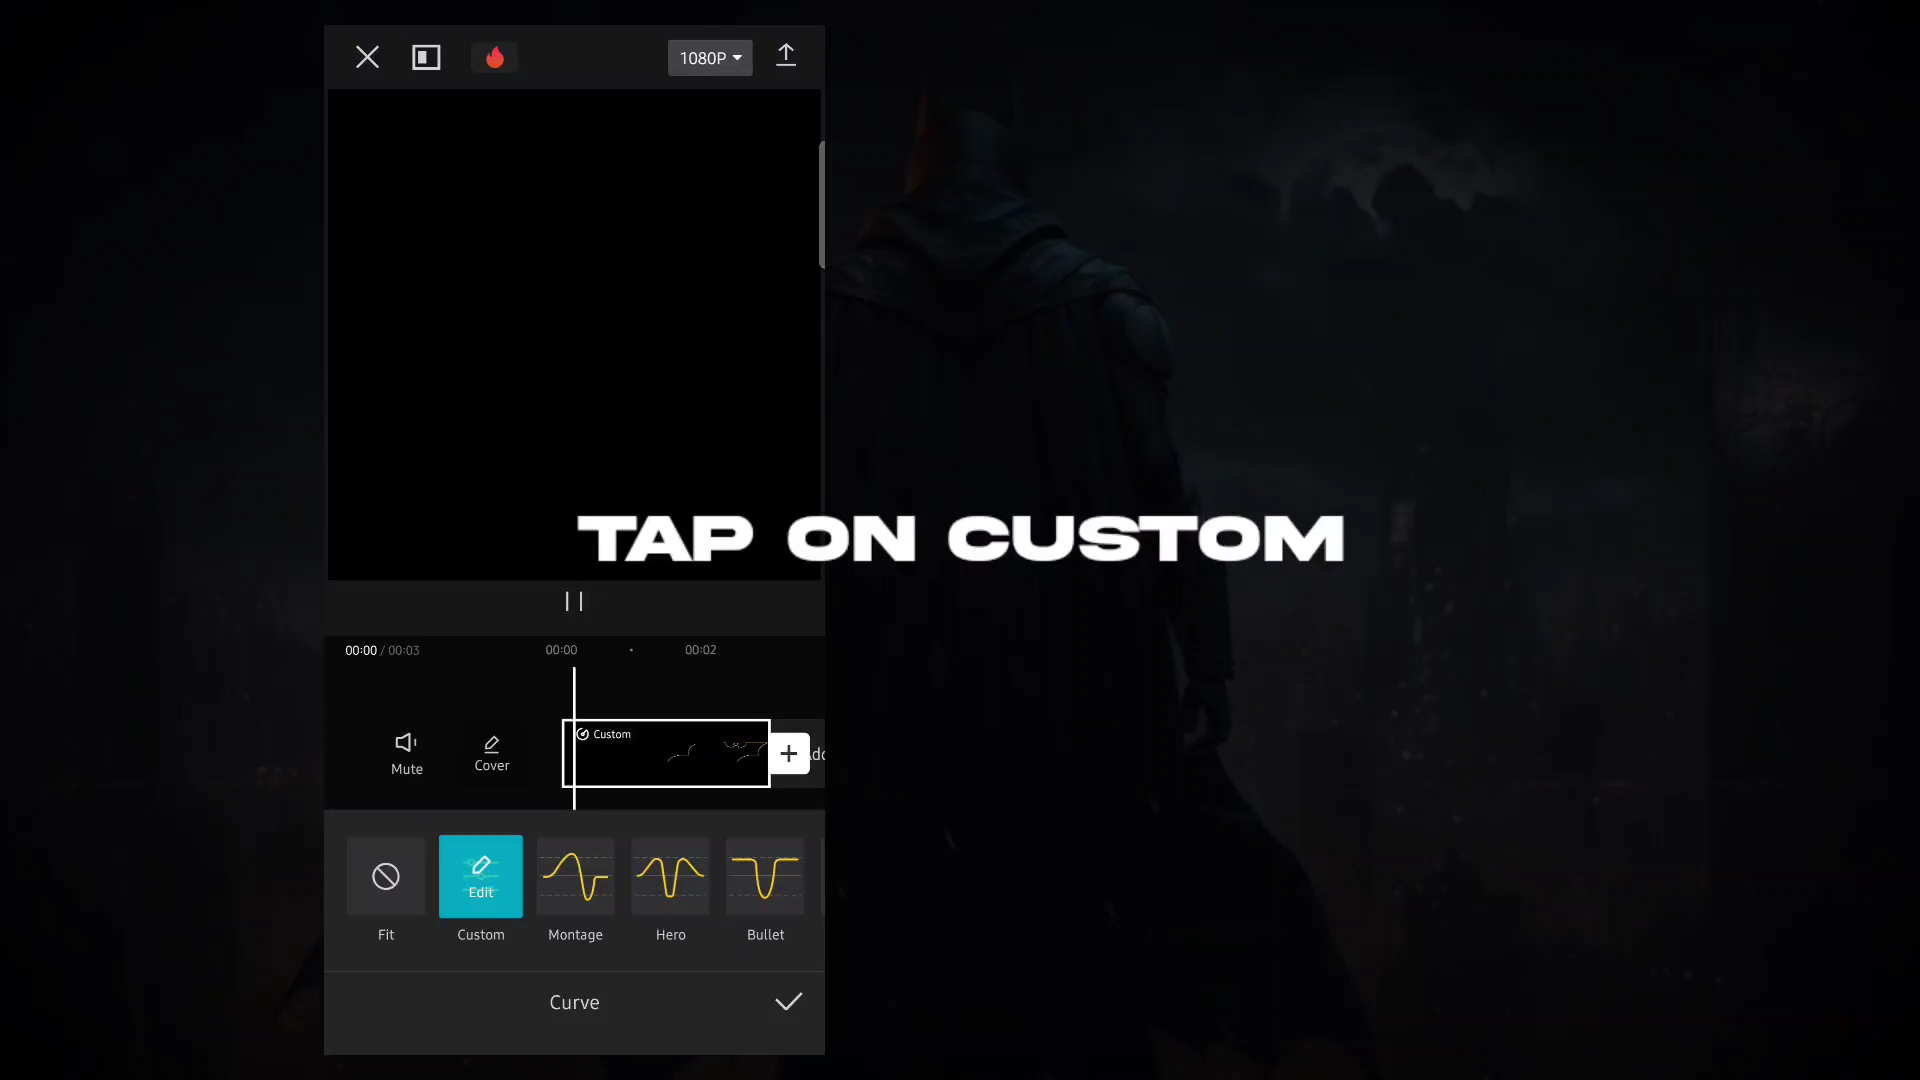 1080P
TAP ON CUSTOM
00:00 / 00:03
00:00
00:02
Mute
Cover
Custom
Edit
Fit
Custom
Montage
Hero
Bullet
Curve